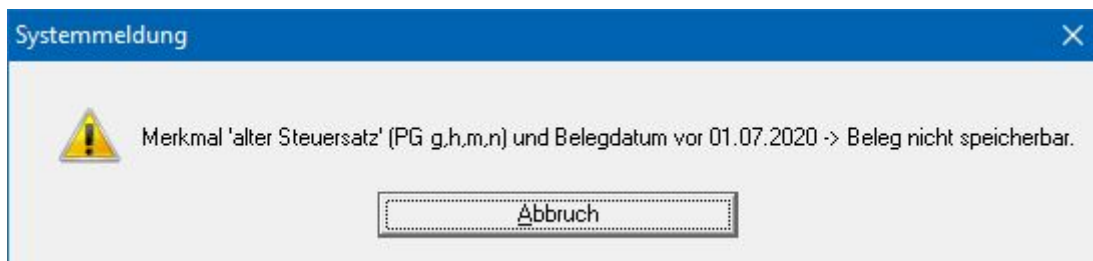 Systemmeldung
Merkmal 'alter Steuersatz' (PG g,h,m,n) und Belegdatum vor 01.07.2020 -> Beleg nicht speicherbar.
Abbruch